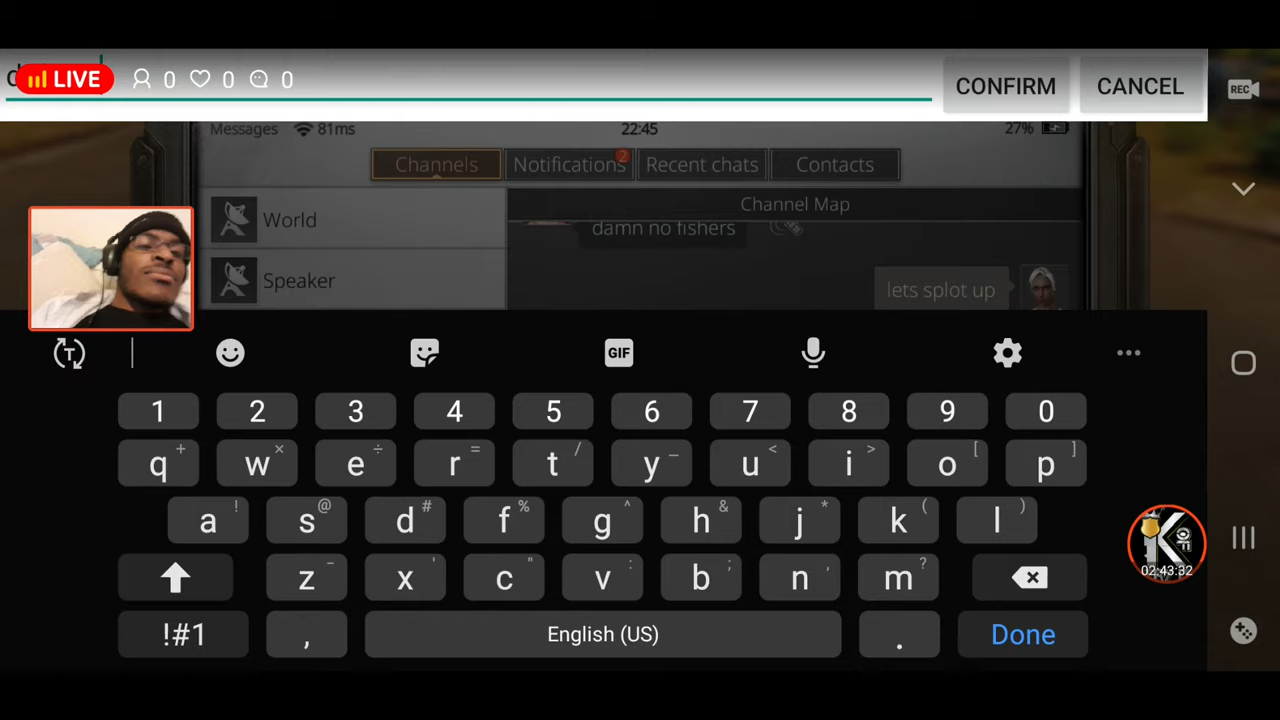 LIVE 0 0 0
CONFIRM CANCEL
REC
Messages 81ms 22:45 27%
Channels Notifications 2 Recent chats Contacts
World
Speaker
Channel Map
damn no fishers
lets splot up
T GIF
1 2 3 4 5 6 7 8 9 0
q + w × e ÷ r = t / y _ u < i > o [ p ]
a ! s @ d # f % g ^ h & j * k ( l )
z - x ' c " v : b ; n , m ?
!#1 , English (US) . Done
K
02:43:32